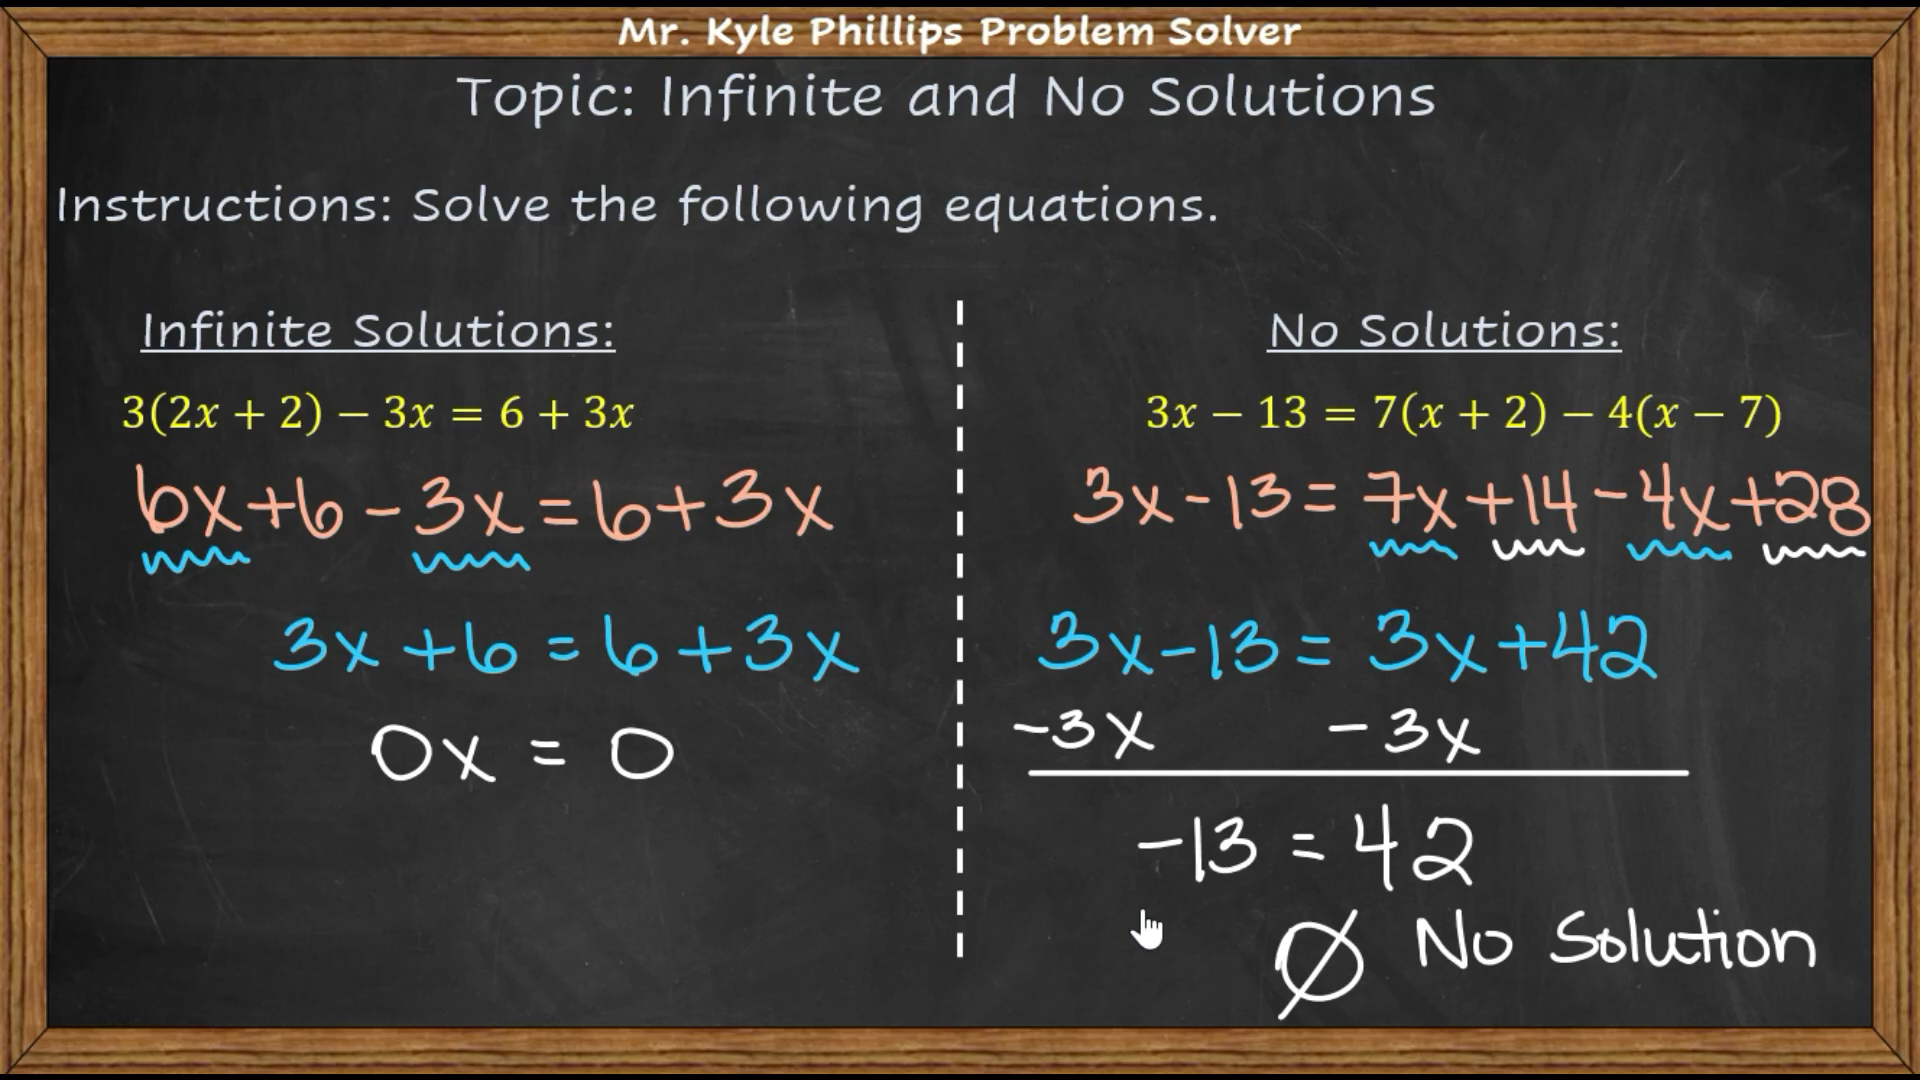 Mr. Kyle Phillips Problem Solver
Topic: Infinite and No Solutions
Instructions: Solve the following equations.
Infinite Solutions:
3(2x + 2) − 3x = 6 + 3x
6x+6-3x=6+3x
3x+6=6+3x
0x = 0
No Solutions:
3x − 13 = 7(x + 2) − 4(x − 7)
3x-13=7x+14-4x+28
3x-13=3x+42
-3x -3x
-13=42
∅ No Solution